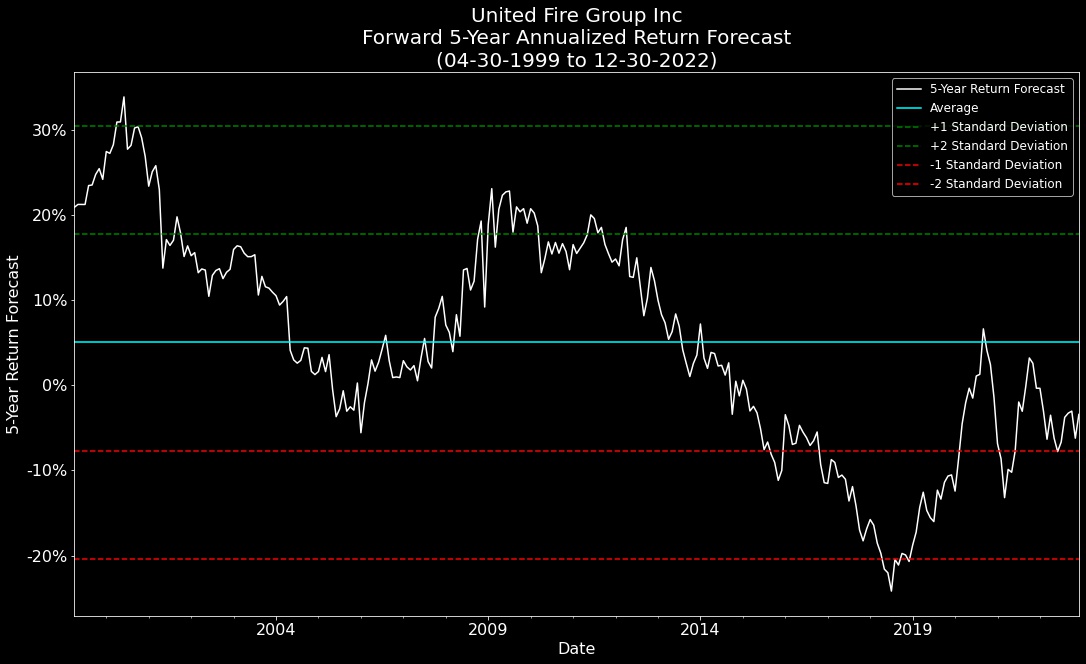 United Fire Group Inc
Forward 5-Year Annualized Return Forecast
(04-30-1999 to 12-30-2022)
5-Year Return Forecast
Average
+1 Standard Deviation
+2 Standard Deviation
-1 Standard Deviation
-2 Standard Deviation
5-Year Return Forecast
30%
20%
10%
0%
-10%
-20%
2004
2009
2014
2019
Date